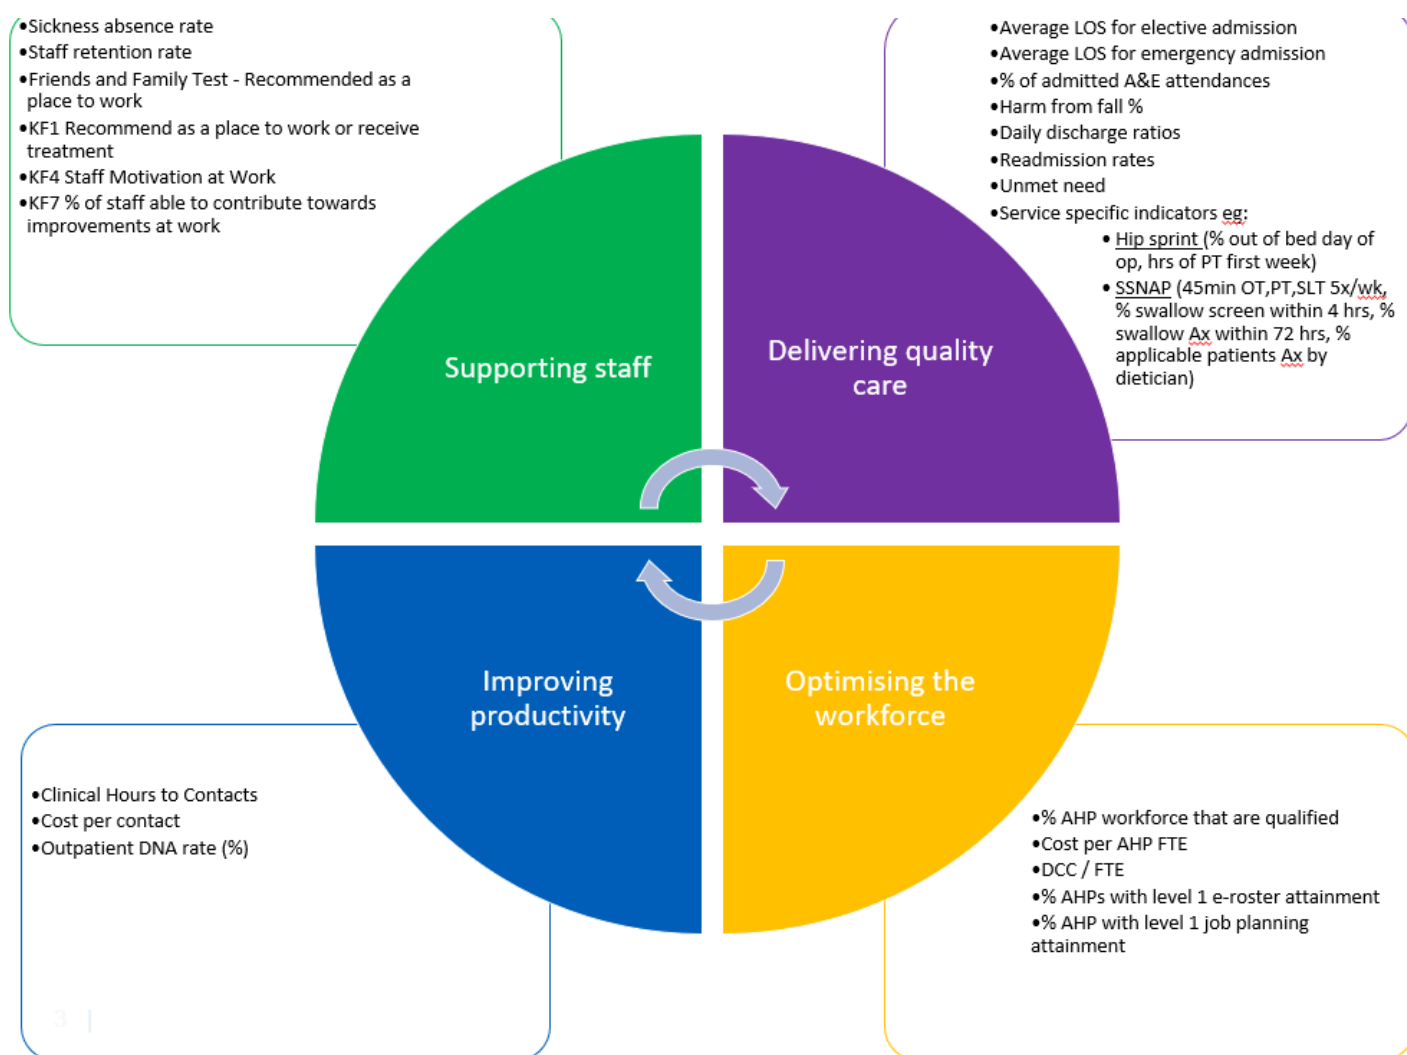 •Sickness absence rate
•Staff retention rate
•Friends and Family Test - Recommended as a
place to work
•KF1 Recommend as a place to work or receive
treatment
•KF4 Staff Motivation at Work
•KF7 % of staff able to contribute towards
improvements at work
•Average LOS for elective admission
•Average LOS for emergency admission
•% of admitted A&E attendances
•Harm from fall %
•Daily discharge ratios
•Readmission rates
•Unmet need
•Service specific indicators eg:
• Hip sprint (% out of bed day of
op, hrs of PT first week)
• SSNAP (45min OT,PT,SLT 5x/wk,
% swallow screen within 4 hrs, %
swallow Ax within 72 hrs, %
applicable patients Ax by
dietician)
Supporting staff
Delivering quality
care
Improving
productivity
Optimising the
workforce
•Clinical Hours to Contacts
•Cost per contact
•Outpatient DNA rate (%)
•% AHP workforce that are qualified
•Cost per AHP FTE
•DCC / FTE
•% AHPs with level 1 e-roster attainment
•% AHP with level 1 job planning
attainment
3 |